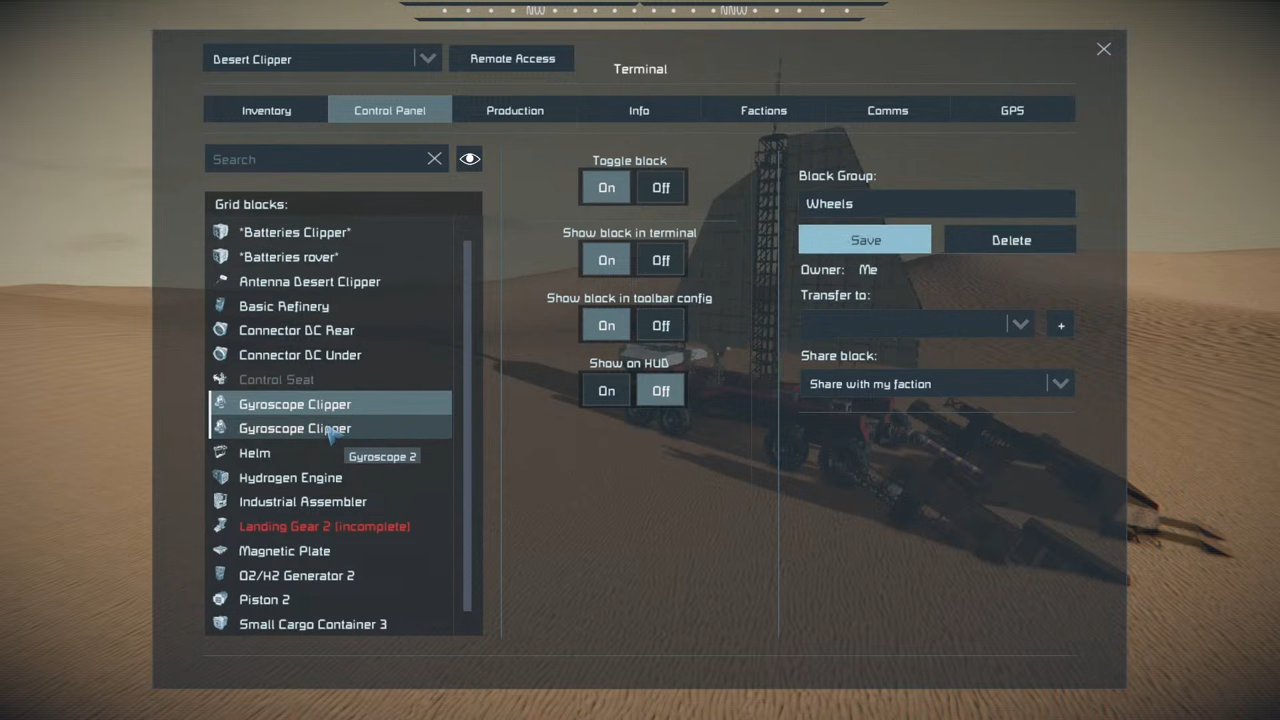 NW NNW
Desert Clipper
Remote Access
Terminal
Inventory
Control Panel
Production
Info
Factions
Comms
GPS
Search
Grid blocks:
*Batteries Clipper*
*Batteries rover*
Antenna Desert Clipper
Basic Refinery
Connector DC Rear
Connector DC Under
Control Seat
Gyroscope Clipper
Gyroscope Clipper
Gyroscope 2
Helm
Hydrogen Engine
Industrial Assembler
Landing Gear 2 (incomplete)
Magnetic Plate
O2/H2 Generator 2
Piston 2
Small Cargo Container 3
Toggle block
On Off
Show block in terminal
On Off
Show block in toolbar config
On Off
Show on HUD
On Off
Block Group:
Wheels
Save Delete
Owner: Me
Transfer to:
+
Share block:
Share with my faction